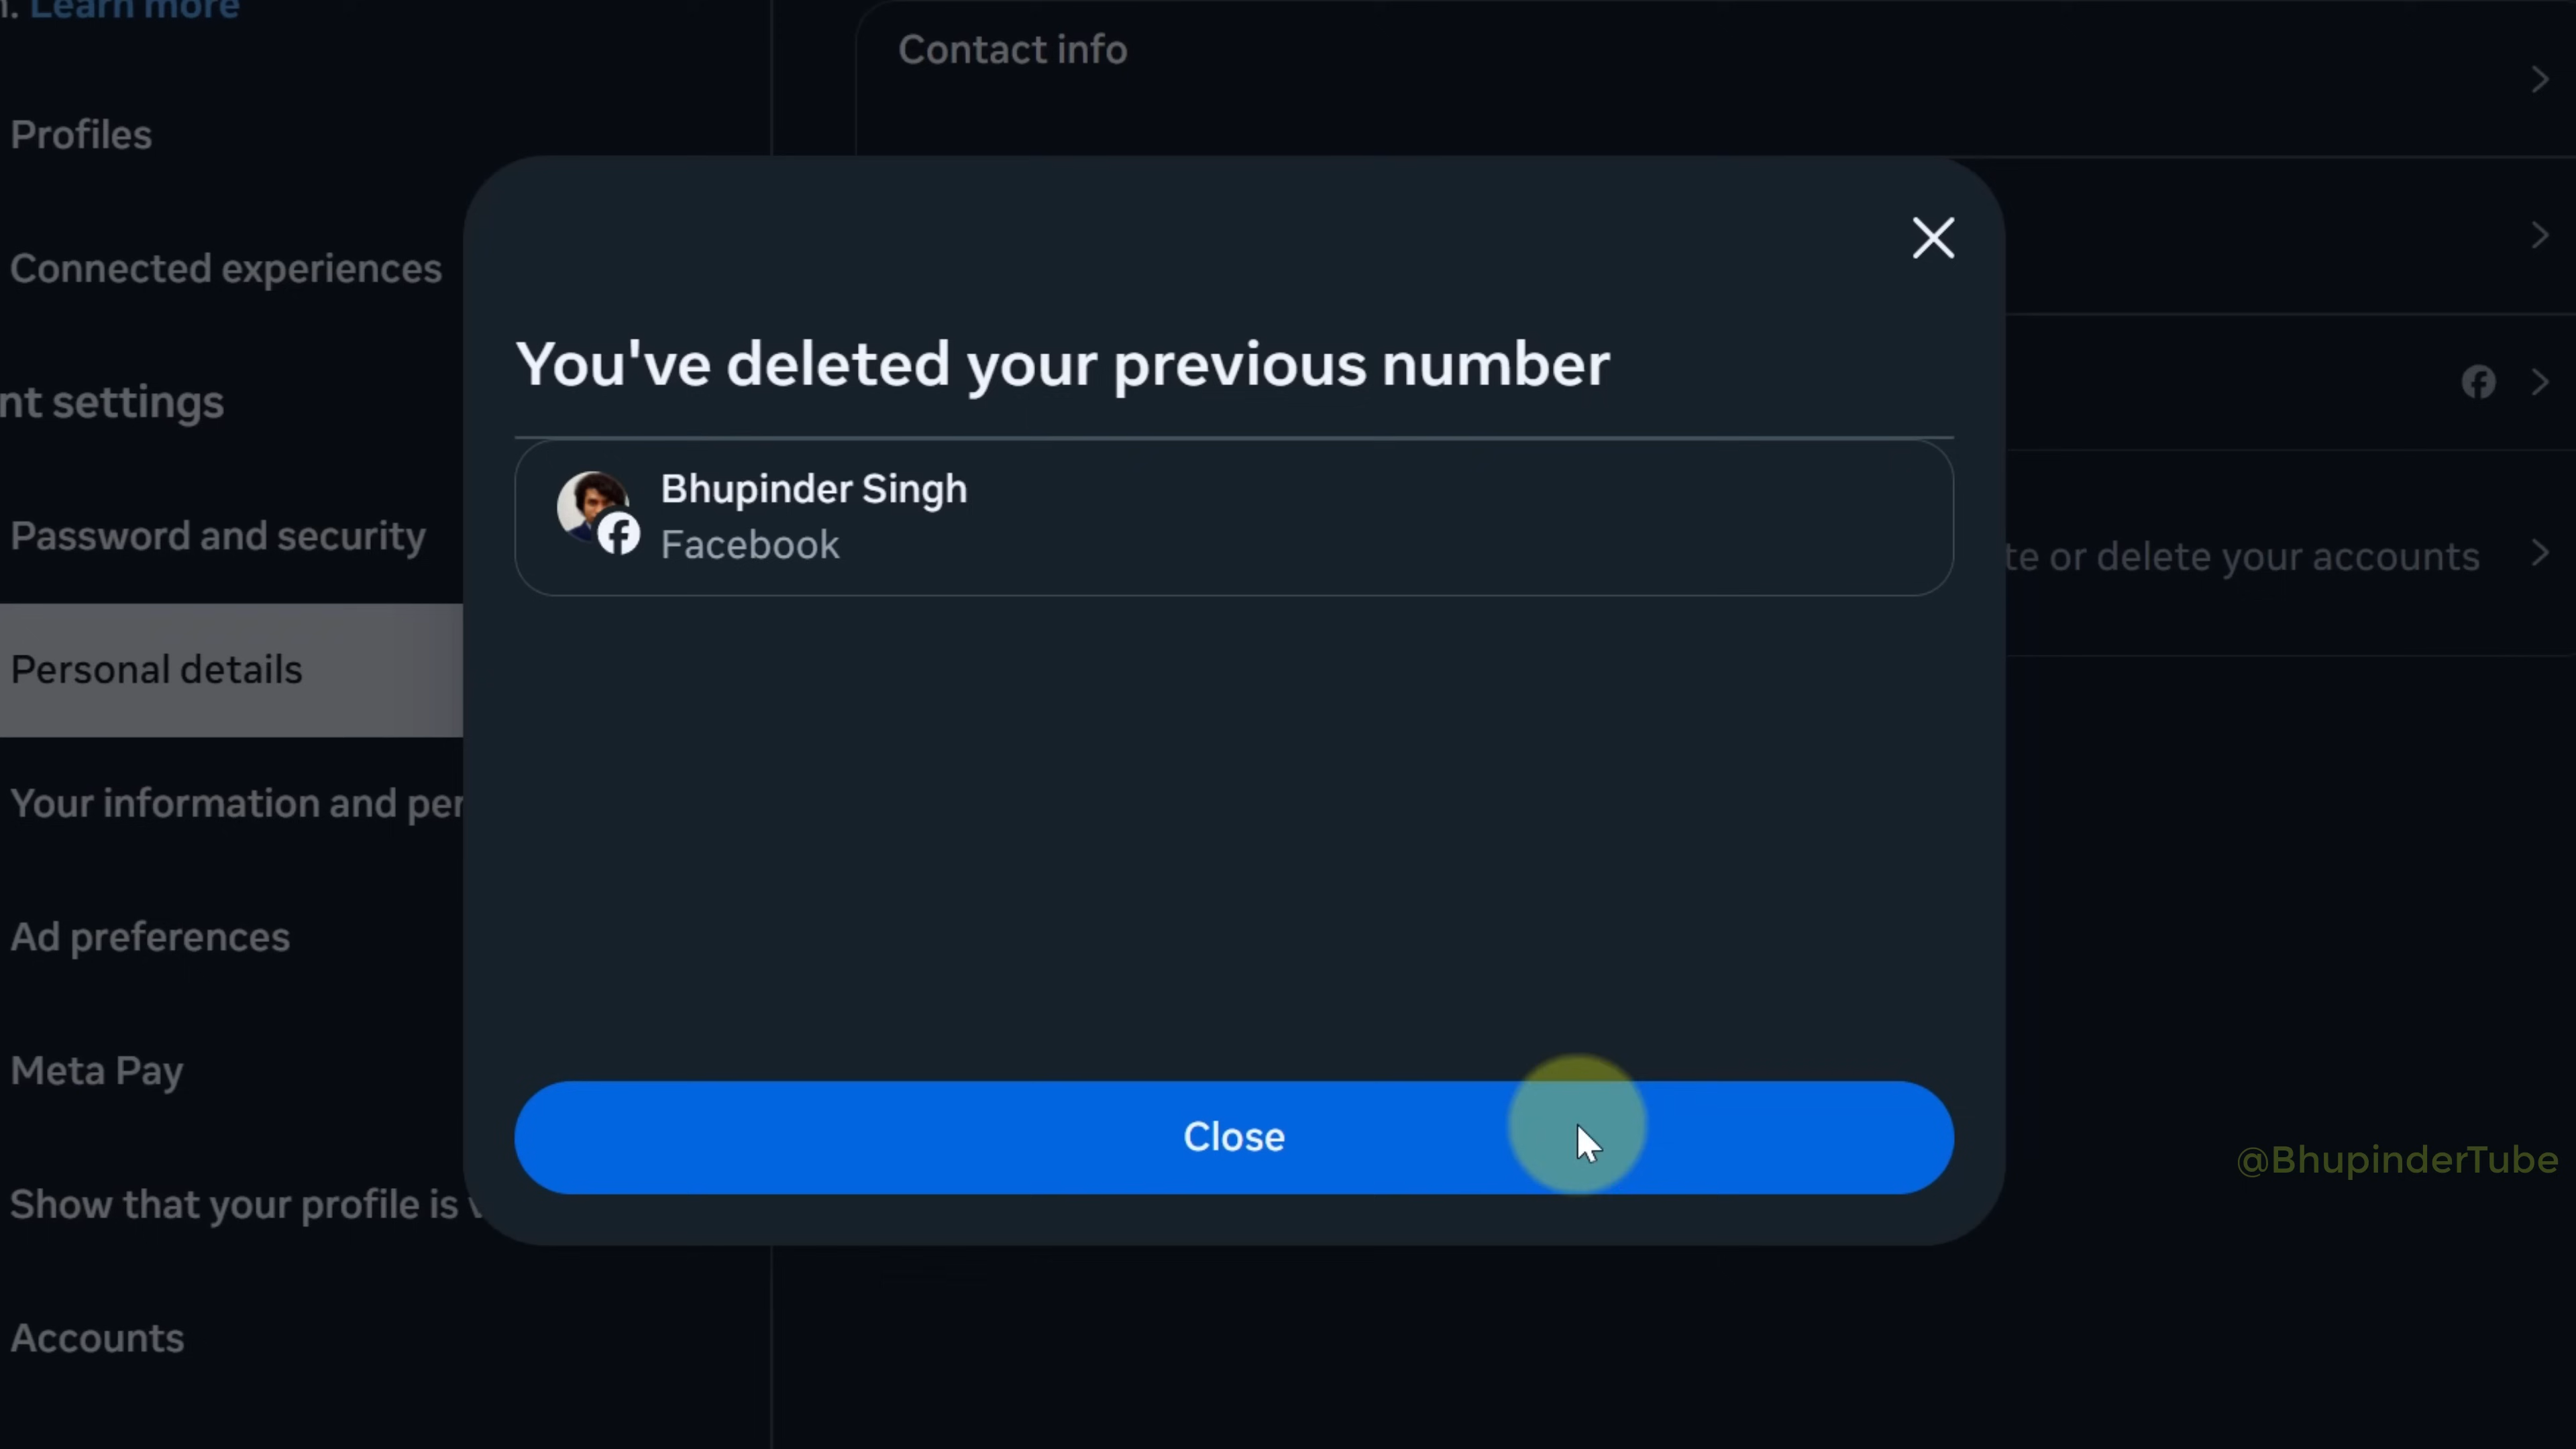 n. Learn more
Profiles
Connected experiences
nt settings
Password and security
Personal details
Your information and per
Ad preferences
Meta Pay
Show that your profile is v
Accounts
Contact info
te or delete your accounts
You've deleted your previous number
Bhupinder Singh
Facebook
Close
@BhupinderTube